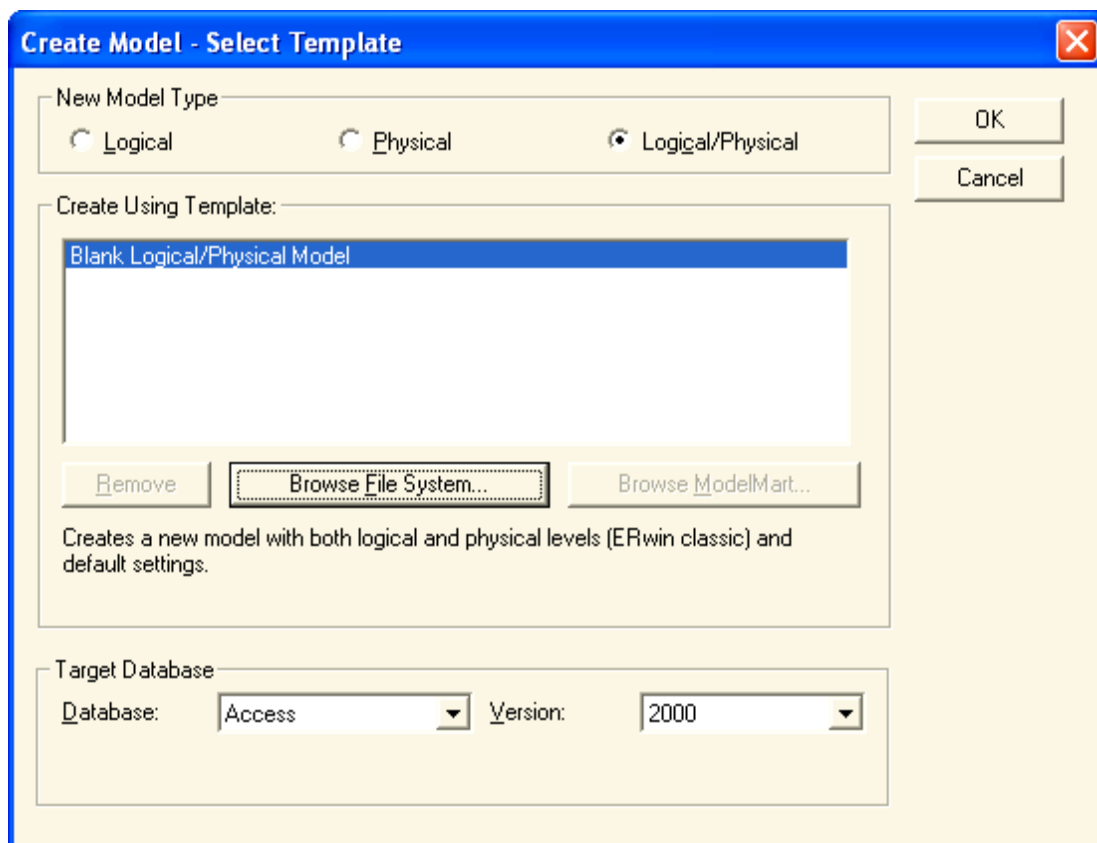 Create Model - Select Template
New Model Type
Logical
Physical
Logical/Physical
OK
Cancel
Create Using Template:
Blank Logical/Physical Model
Remove
Browse File System...
Browse ModelMart...
Creates a new model with both logical and physical levels (ERwin classic) and
default settings.
Target Database
Database:
Access
Version:
2000